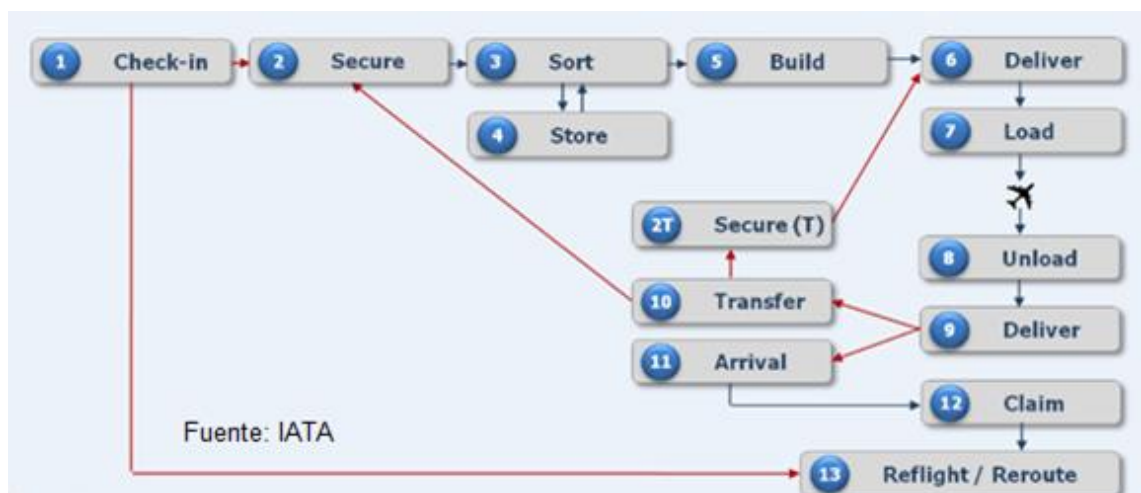 1 Check-in
2 Secure
3 Sort
5 Build
6 Deliver
4 Store
7 Load
2T Secure (T)
8 Unload
10 Transfer
9 Deliver
11 Arrival
12 Claim
Fuente: IATA
13 Reflight / Reroute